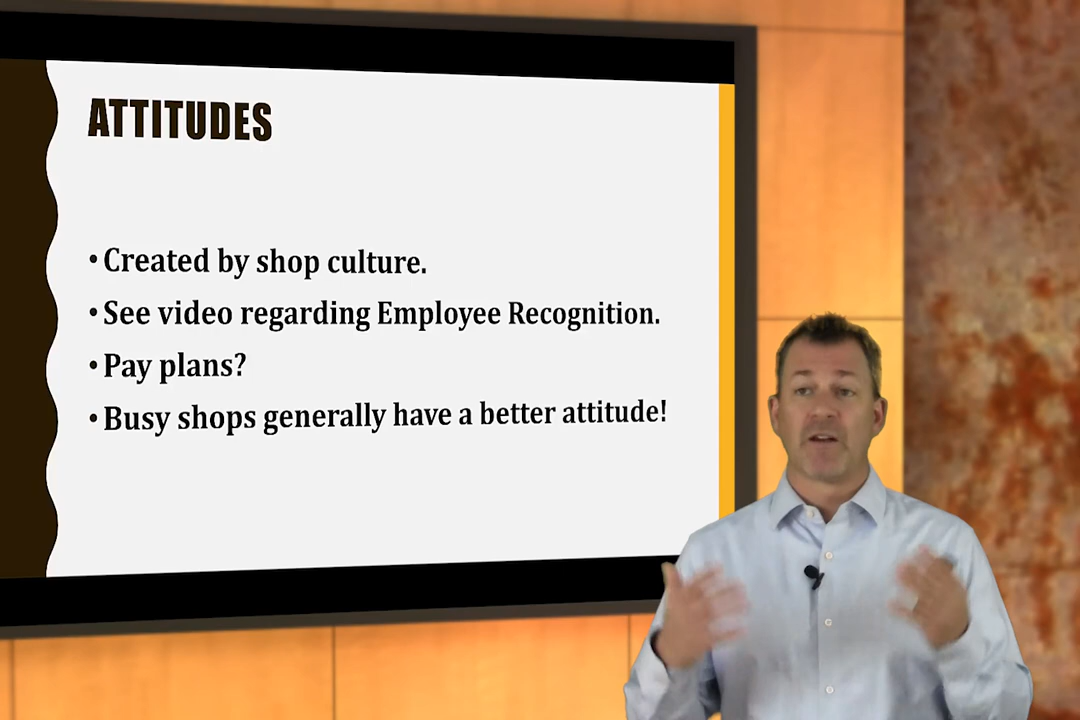 ATTITUDES
• Created by shop culture.
• See video regarding Employee Recognition.
• Pay plans?
• Busy shops generally have a better attitude!